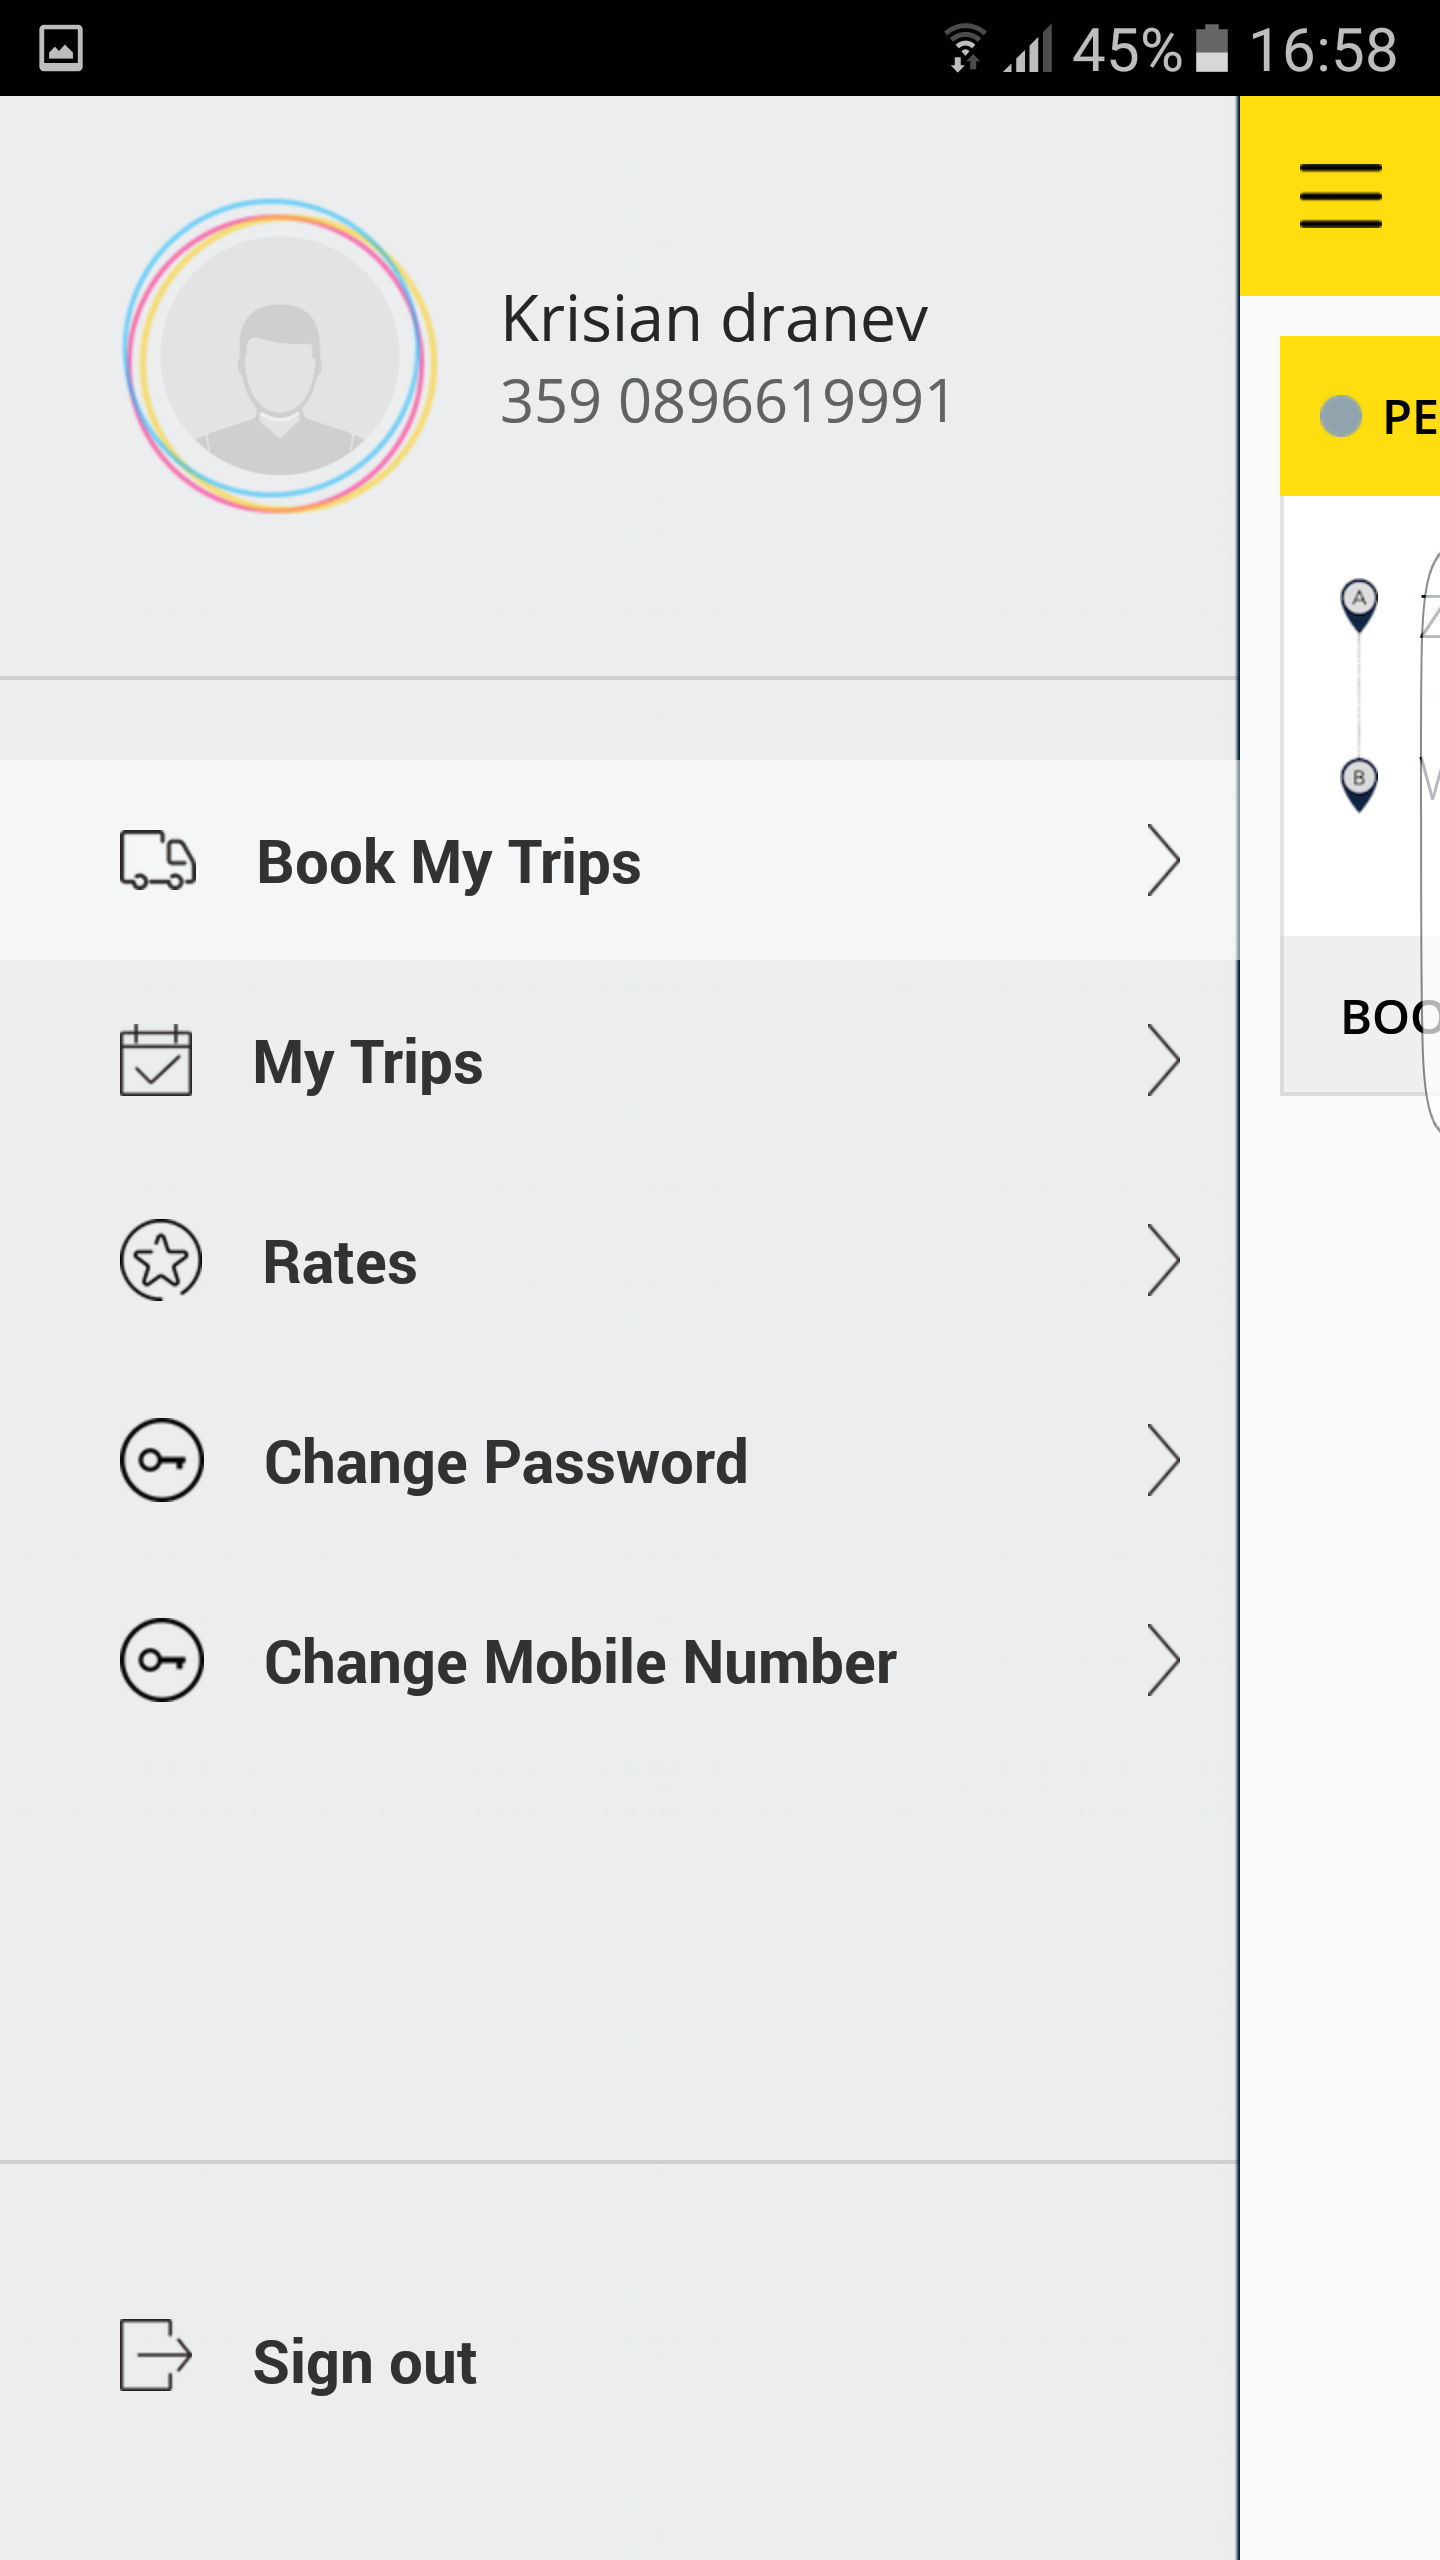 45% 16:58
Krisian dranev
359 0896619991
PE
A
B
Book My Trips
BOO
My Trips
Rates
Change Password
Change Mobile Number
Sign out